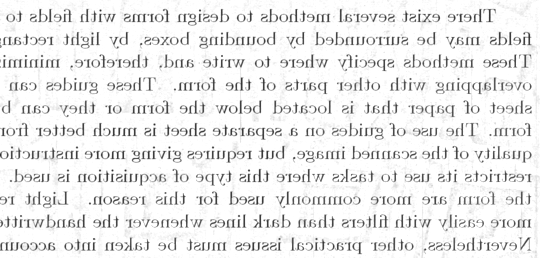 There exist several methods to design forms with fields to
fields may be surrounded by bounding boxes, by light rectang
These methods specify where to write and, therefore, minimi
overlapping with other parts of the form. These guides can
sheet of paper that is located below the form or they can b
form. The use of guides on a separate sheet is much better fro
quality of the scanned image, but requires giving more instructio
restricts its use to tasks where this type of acquisition is used.
the form are more commonly used for this reason. Light re
more easily with filters than dark lines whenever the handwritte
Nevertheless, other practical issues must be taken into accoun